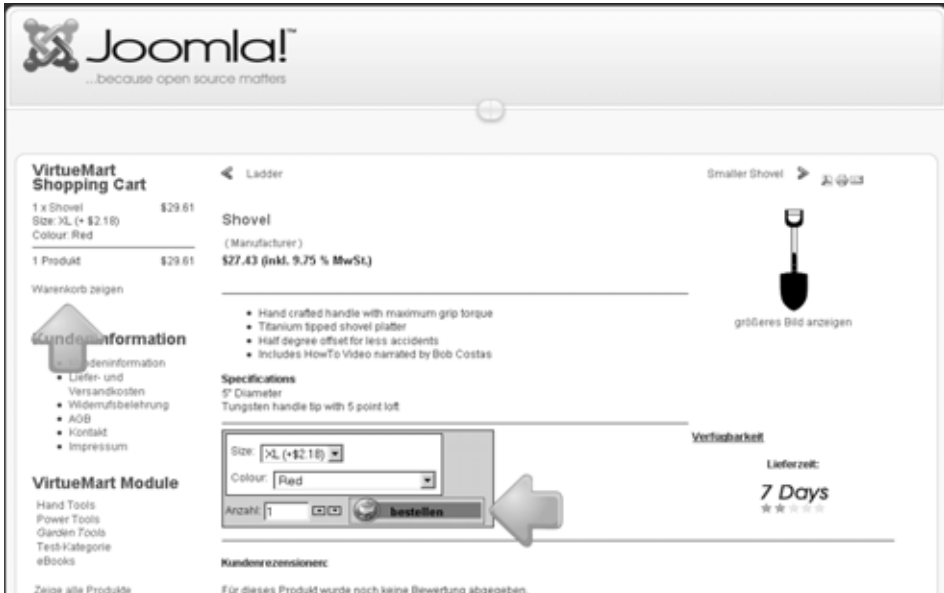 Joomla!™
...because open source matters
VirtueMart
Shopping Cart
1 x Shovel $29.61
Size: XL (+ $2.18)
Colour: Red
1 Produkt $29.61
Warenkorb zeigen
Kundeninformation
Kundeninformation
Liefer- und
Versandkosten
Widerrufsbelehrung
AGB
Kontakt
Impressum
VirtueMart Module
Hand Tools
Power Tools
Garden Tools
Test-Kategorie
eBooks
Zeige alle Produkte
Ladder
Smaller Shovel
Shovel
(Manufacturer)
$27.43 (inkl. 9.75 % MwSt.)
größeres Bild anzeigen
Hand crafted handle with maximum grip torque
Titanium tipped shovel platter
Half degree offset for less accidents
Includes HowTo Video narrated by Bob Costas
Specifications
5" Diameter
Tungsten handle tip with 5 point loft
Size: XL (+$2.18)
Colour: Red
Anzahl: 1 bestellen
Verfügbarkeit
Lieferzeit:
7 Days
Kundenrezensionen:
Für dieses Produkt wurde noch keine Bewertung abgegeben.